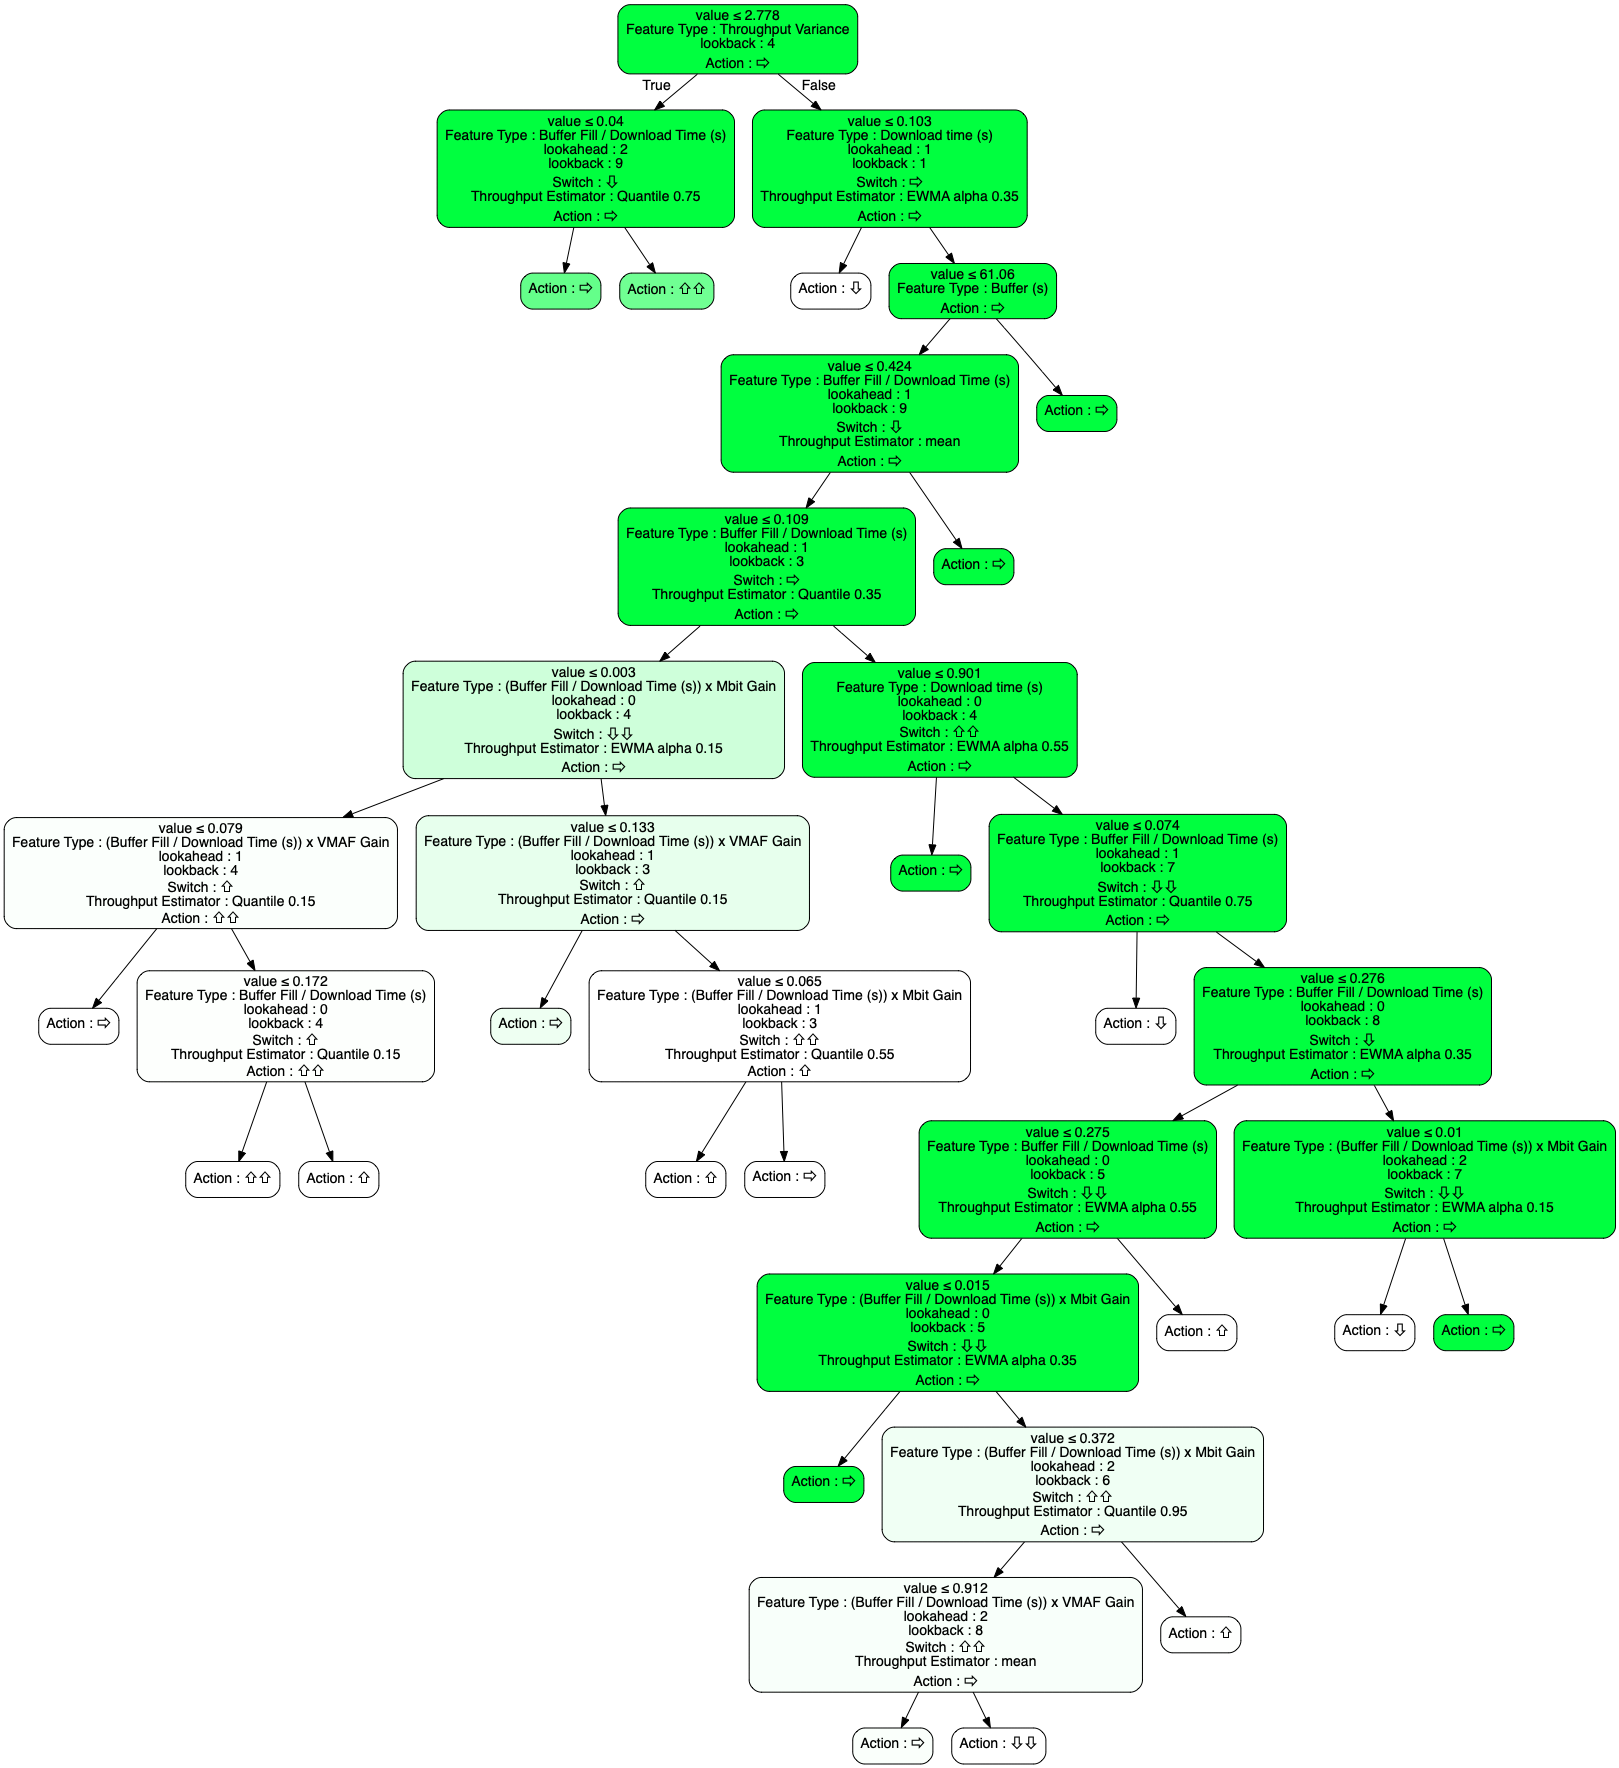 value ≤ 2.778
Feature Type : Throughput Variance
lookback : 4
Action : ⇨
True
False
value ≤ 0.04
Feature Type : Buffer Fill / Download Time (s)
lookahead : 2
lookback : 9
Switch : ⇩
Throughput Estimator : Quantile 0.75
Action : ⇨
value ≤ 0.103
Feature Type : Download time (s)
lookahead : 1
lookback : 1
Switch : ⇨
Throughput Estimator : EWMA alpha 0.35
Action : ⇨
Action : ⇨
Action : ⇧⇧
Action : ⇩
value ≤ 61.06
Feature Type : Buffer (s)
Action : ⇨
value ≤ 0.424
Feature Type : Buffer Fill / Download Time (s)
lookahead : 1
lookback : 9
Switch : ⇩
Throughput Estimator : mean
Action : ⇨
Action : ⇨
value ≤ 0.109
Feature Type : Buffer Fill / Download Time (s)
lookahead : 1
lookback : 3
Switch : ⇨
Throughput Estimator : Quantile 0.35
Action : ⇨
Action : ⇨
value ≤ 0.003
Feature Type : (Buffer Fill / Download Time (s)) x Mbit Gain
lookahead : 0
lookback : 4
Switch : ⇩⇩
Throughput Estimator : EWMA alpha 0.15
Action : ⇨
value ≤ 0.901
Feature Type : Download time (s)
lookahead : 0
lookback : 4
Switch : ⇧⇧
Throughput Estimator : EWMA alpha 0.55
Action : ⇨
value ≤ 0.079
Feature Type : (Buffer Fill / Download Time (s)) x VMAF Gain
lookahead : 1
lookback : 4
Switch : ⇧
Throughput Estimator : Quantile 0.15
Action : ⇧⇧
value ≤ 0.133
Feature Type : (Buffer Fill / Download Time (s)) x VMAF Gain
lookahead : 1
lookback : 3
Switch : ⇧
Throughput Estimator : Quantile 0.15
Action : ⇨
Action : ⇨
value ≤ 0.074
Feature Type : Buffer Fill / Download Time (s)
lookahead : 1
lookback : 7
Switch : ⇩⇩
Throughput Estimator : Quantile 0.75
Action : ⇨
Action : ⇨
value ≤ 0.172
Feature Type : Buffer Fill / Download Time (s)
lookahead : 0
lookback : 4
Switch : ⇧
Throughput Estimator : Quantile 0.15
Action : ⇧⇧
Action : ⇨
value ≤ 0.065
Feature Type : (Buffer Fill / Download Time (s)) x Mbit Gain
lookahead : 1
lookback : 3
Switch : ⇧⇧
Throughput Estimator : Quantile 0.55
Action : ⇧
Action : ⇩
value ≤ 0.276
Feature Type : Buffer Fill / Download Time (s)
lookahead : 0
lookback : 8
Switch : ⇩
Throughput Estimator : EWMA alpha 0.35
Action : ⇨
Action : ⇧⇧
Action : ⇧
Action : ⇧
Action : ⇨
value ≤ 0.275
Feature Type : Buffer Fill / Download Time (s)
lookahead : 0
lookback : 5
Switch : ⇩⇩
Throughput Estimator : EWMA alpha 0.55
Action : ⇨
value ≤ 0.01
Feature Type : (Buffer Fill / Download Time (s)) x Mbit Gain
lookahead : 2
lookback : 7
Switch : ⇩⇩
Throughput Estimator : EWMA alpha 0.15
Action : ⇨
value ≤ 0.015
Feature Type : (Buffer Fill / Download Time (s)) x Mbit Gain
lookahead : 0
lookback : 5
Switch : ⇩⇩
Throughput Estimator : EWMA alpha 0.35
Action : ⇨
Action : ⇧
Action : ⇩
Action : ⇨
Action : ⇨
value ≤ 0.372
Feature Type : (Buffer Fill / Download Time (s)) x Mbit Gain
lookahead : 2
lookback : 6
Switch : ⇧⇧
Throughput Estimator : Quantile 0.95
Action : ⇨
value ≤ 0.912
Feature Type : (Buffer Fill / Download Time (s)) x VMAF Gain
lookahead : 2
lookback : 8
Switch : ⇧⇧
Throughput Estimator : mean
Action : ⇨
Action : ⇧
Action : ⇨
Action : ⇩⇩